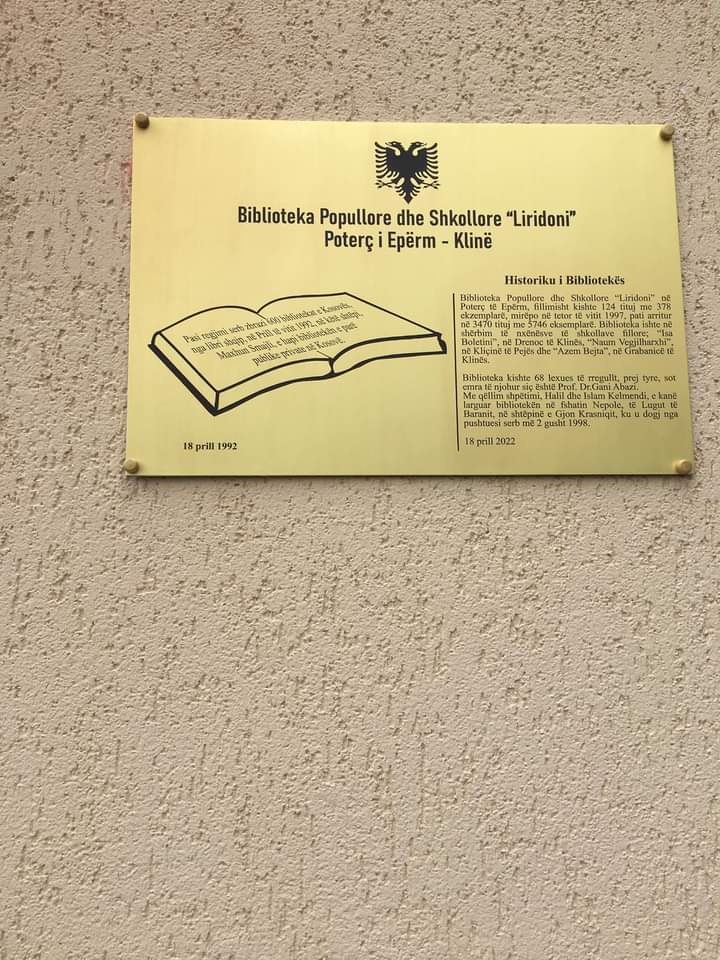 Biblioteka Popullore dhe Shkollore “Liridoni”
Poterç i Epërm - Klinë
Pasi regjimi serb zbrazi 600 bibliotekat e Kosovës,
nga libri shqip, në Prill të vitit 1992, në këtë shtëpi,
Maxhun Smajli, e hapi bibliotekën e parë
publike private në Kosovë.
18 prill 1992
Historiku i Bibliotekës
Biblioteka Popullore dhe Shkollore “Liridoni” në
Poterç të Epërm, fillimisht kishte 124 tituj me 378
ekzemplarë, mirëpo në tetor të vitit 1997, pati arritur
në 3470 tituj me 5746 eksemplarë. Biblioteka ishte në
shërbim të nxënësve të shkollave fillore; “Isa
Boletini”, në Drenoc të Klinës, “Naum Vegjilharxhi”,
në Kliçinë të Pejës dhe “Azem Bejta”, në Grabanicë të
Klinës.
Biblioteka kishte 68 lexues të rregullt, prej tyre, sot
emra të njohur siç është Prof. Dr.Gani Abazi.
Me qëllim shpëtimi, Halil dhe Islam Kelmendi, e kanë
larguar bibliotekën në fshatin Nepole, të Lugut të
Baranit, në shtëpinë e Gjon Krasniqit, ku u dogj nga
pushtuesi serb më 2 gusht 1998.
18 prill 2022